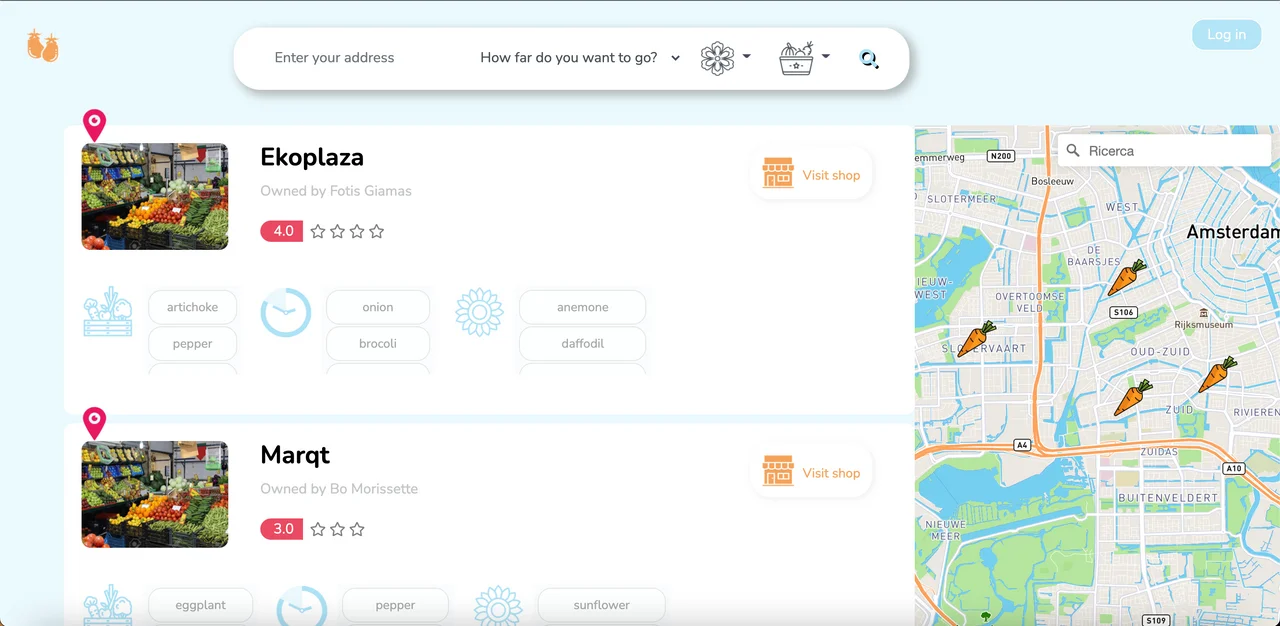 Log in
Enter your address
How far do you want to go?
Ekoplaza
Owned by Fotis Giamas
4.0
Visit shop
artichoke
onion
anemone
pepper
brocoli
daffodil
Marqt
Owned by Bo Morissette
3.0
Visit shop
eggplant
pepper
sunflower
Ricerca
emmerweg
N200
Bosleeuw
SLOTERMEER
WEST
Amsterdam
DE
BAARSJES
IEUW-
WEST
OVERTOOMSE
VELD
S106
Rijksmuseum
SLOTERVAART
OUD-ZUID
ZUID
RIVIEREN
A4
ZUIDAS
A10
BUITENVELDERT
NIEUWE
MEER
S109